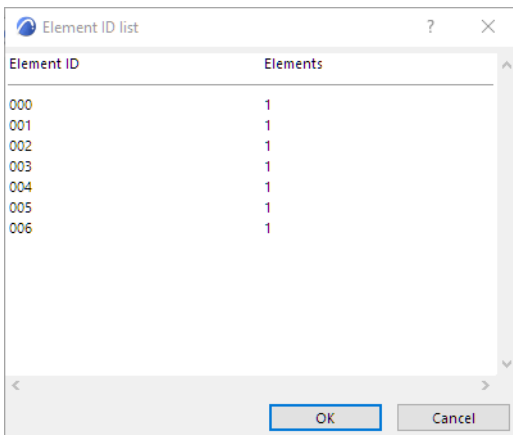 Element ID list
Element ID Elements
000 1
001 1
002 1
003 1
004 1
005 1
006 1
OK Cancel